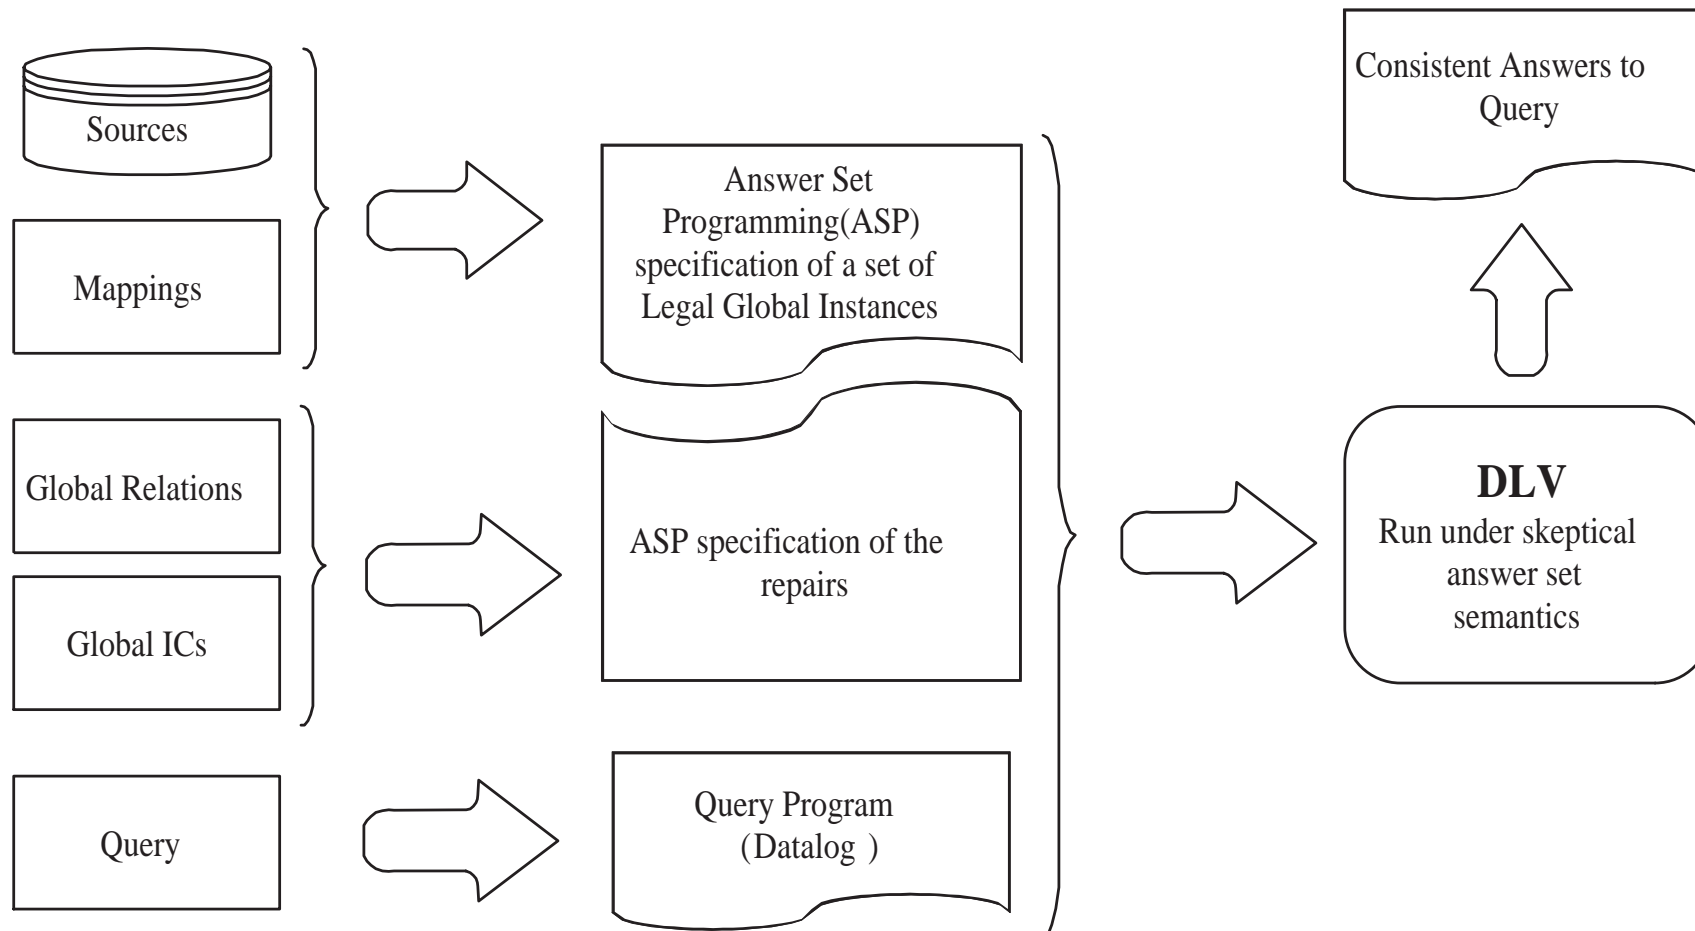 Sources
Mappings
Global Relations
Global ICs
Query
Answer Set
Programming(ASP)
specification of a set of
Legal Global Instances
ASP specification of the
repairs
Query Program
(Datalog )
DLV
Run under skeptical
answer set
semantics
Consistent Answers to
Query